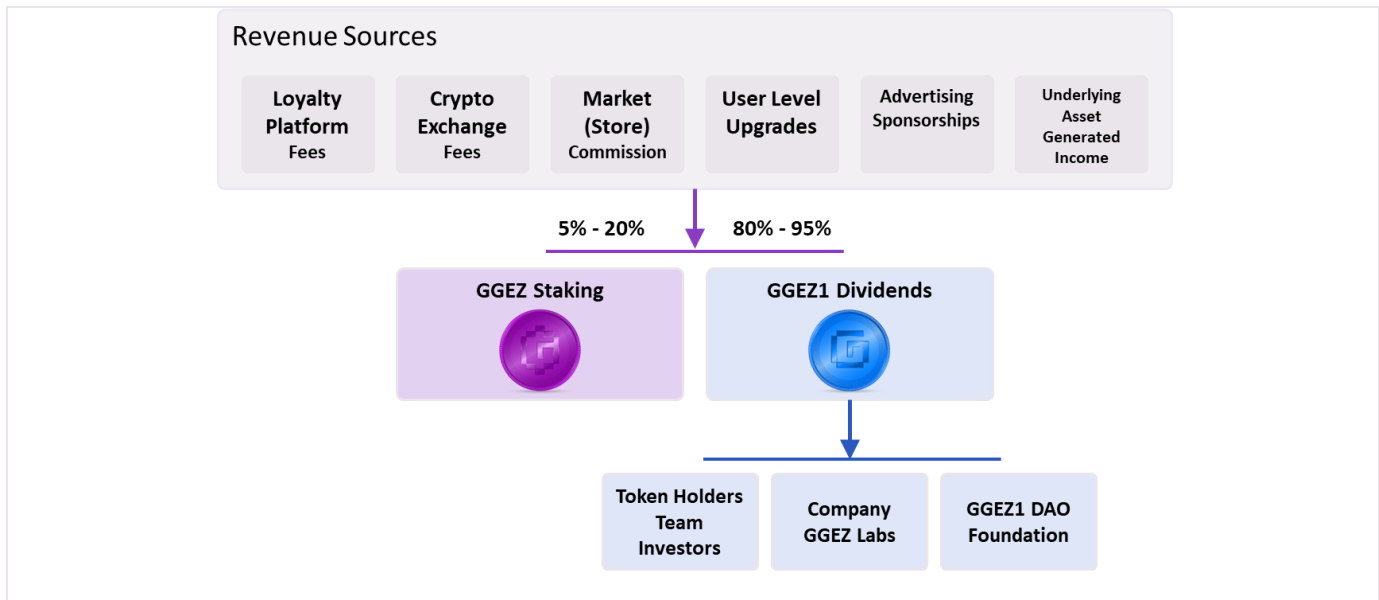 Revenue Sources
Loyalty
Platform
Fees
Crypto
Exchange
Fees
Market
(Store)
Commission
User Level
Upgrades
Advertising
Sponsorships
Underlying
Asset
Generated
Income
5% - 20%
80% - 95%
GGEZ Staking
GGEZ1 Dividends
Token Holders
Team
Investors
Company
GGEZ Labs
GGEZ1 DAO
Foundation